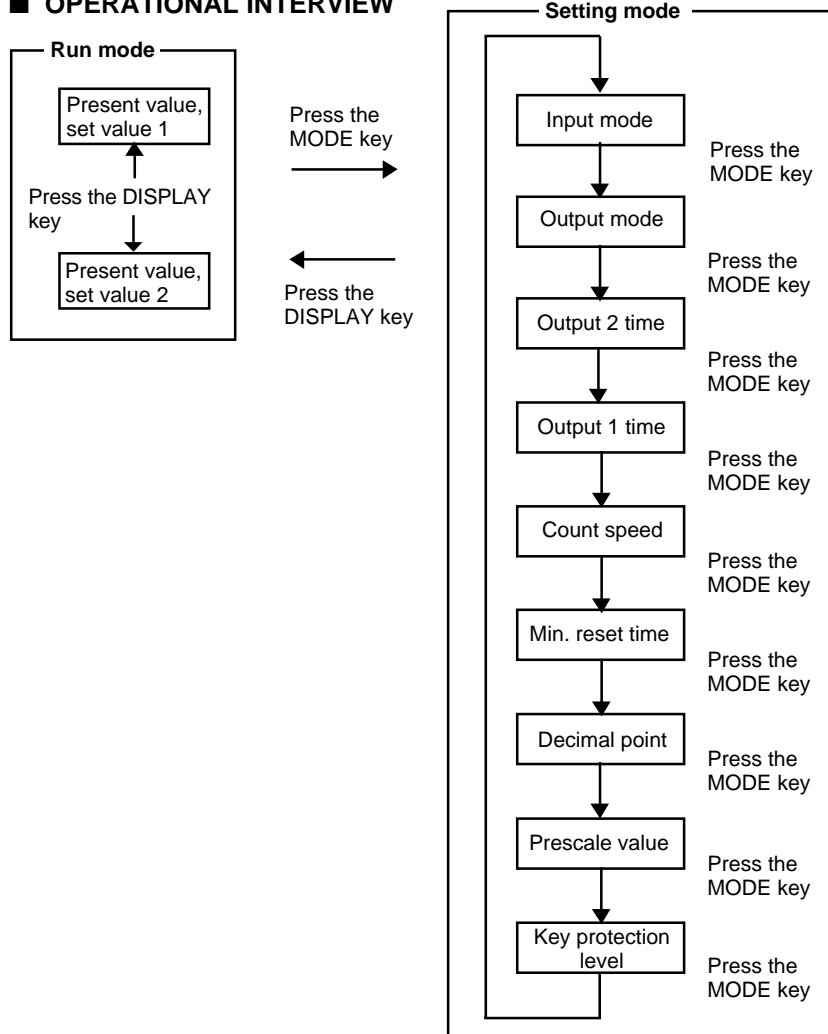 ■ OPERATIONAL INTERVIEW
Run mode
Present value,
set value 1
Press the DISPLAY
key
Present value,
set value 2
Press the
MODE key
Press the
DISPLAY key
Setting mode
Input mode
Press the
MODE key
Output mode
Press the
MODE key
Output 2 time
Press the
MODE key
Output 1 time
Press the
MODE key
Count speed
Press the
MODE key
Min. reset time
Press the
MODE key
Decimal point
Press the
MODE key
Prescale value
Press the
MODE key
Key protection
level
Press the
MODE key